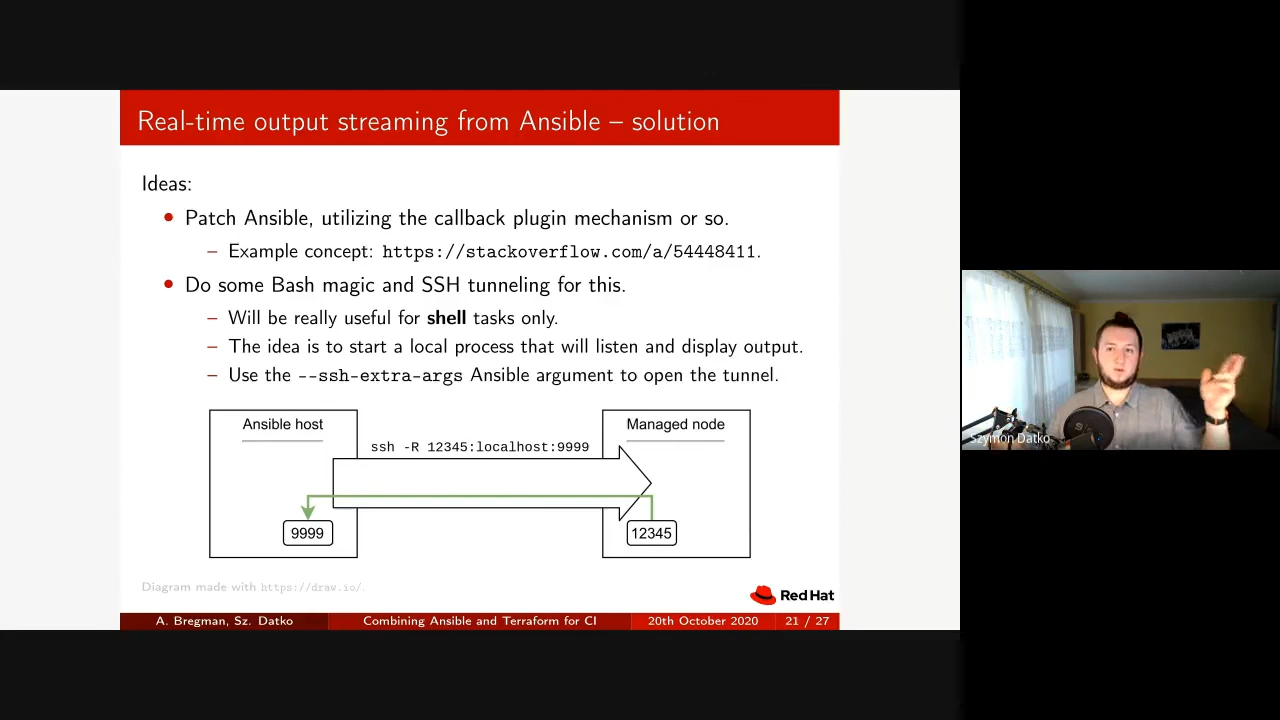 Real-time output streaming from Ansible – solution
Ideas:
Patch Ansible, utilizing the callback plugin mechanism or so.
– Example concept: https://stackoverflow.com/a/54448411.
Do some Bash magic and SSH tunneling for this.
– Will be really useful for shell tasks only.
– The idea is to start a local process that will listen and display output.
– Use the --ssh-extra-args Ansible argument to open the tunnel.
Ansible host
ssh -R 12345:localhost:9999
Managed node
9999
12345
Diagram made with https://draw.io/.
Red Hat
A. Bregman, Sz. Datko
Combining Ansible and Terraform for CI
20th October 2020
21 / 27
Szymon Datko